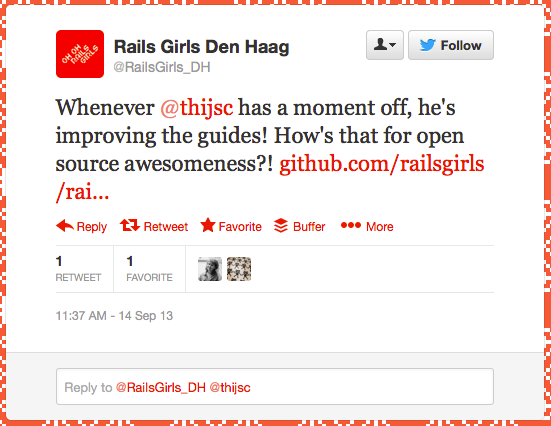 OH OH
RAILS
GIRLS
Rails Girls Den Haag
@RailsGirls_DH
Follow
Whenever @thijsc has a moment off, he's
improving the guides! How's that for open
source awesomeness?! github.com/railsgirls
/rai...
Reply Retweet Favorite Buffer More
1
RETWEET
1
FAVORITE
11:37 AM - 14 Sep 13
Reply to @RailsGirls_DH @thijsc